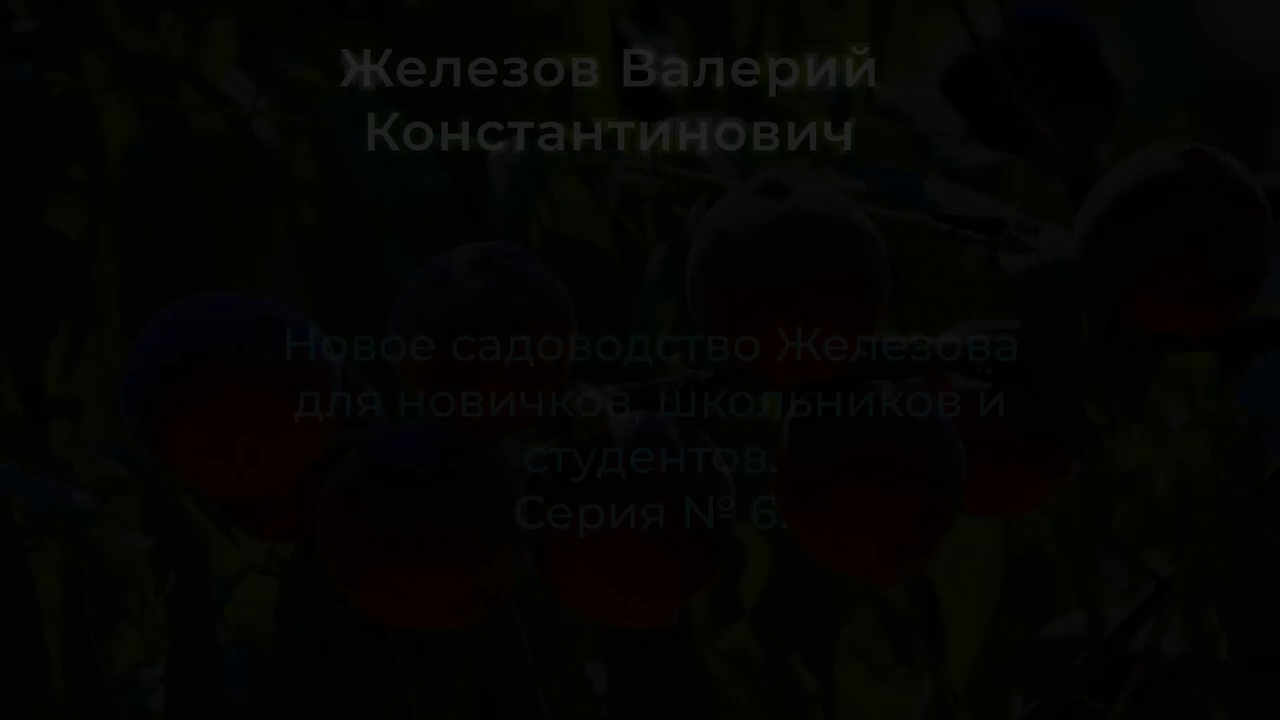 Железов Валерий
Константинович
Новое садоводство Железова
для новичков, школьников и
студентов.
Серия № 6.